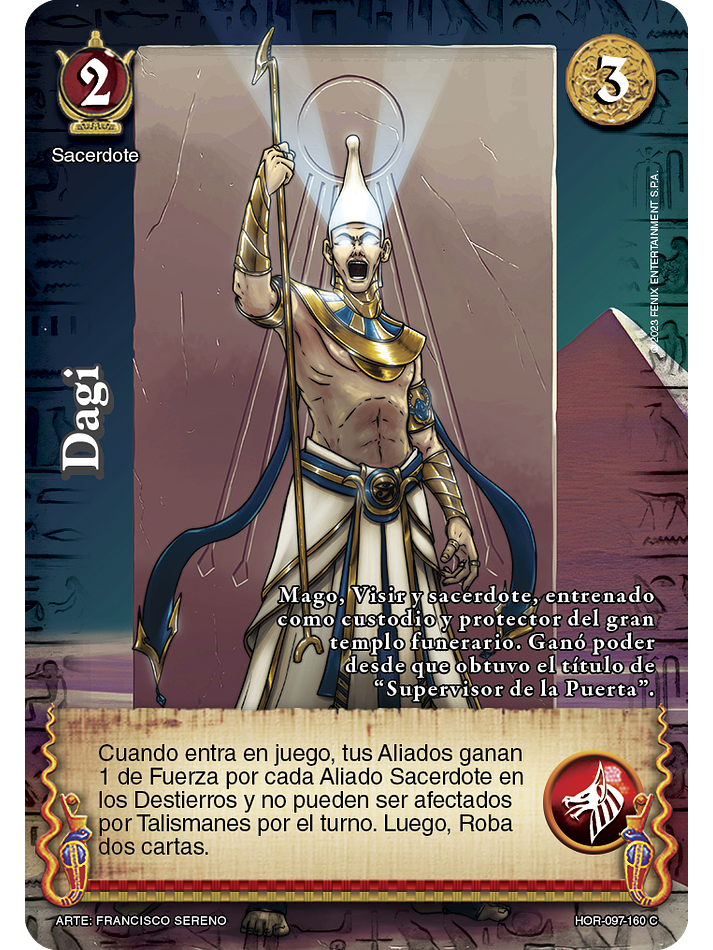 2
3
Sacerdote
©2023 FENIX ENTERTAINMENT S.P.A.
Dagi
Mago, Visir y sacerdote, entrenado
como custodio y protector del gran
templo funerario. Ganó poder
desde que obtuvo el título de
“Supervisor de la Puerta”.
Cuando entra en juego, tus Aliados ganan
1 de Fuerza por cada Aliado Sacerdote en
los Destierros y no pueden ser afectados
por Talismanes por el turno. Luego, Roba
dos cartas.
ARTE: FRANCISCO SERENO
HOR-097-160 C